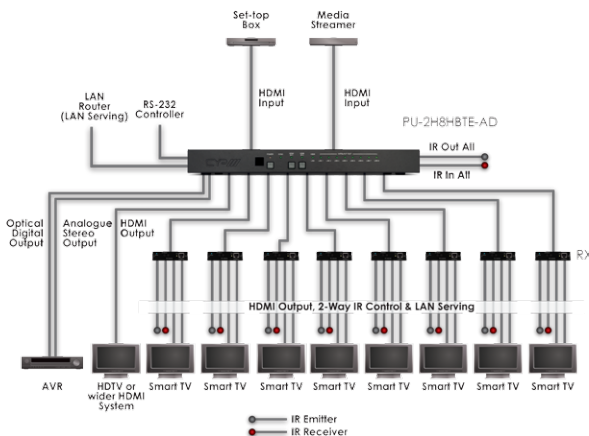 Set-top
Box
Media
Streamer
HDMI
Input
HDMI
Input
LAN
Router
(LAN Serving)
RS-232
Controller
PU-2H8HBTE-AD
CYP
IR Out All
IR In All
Optical
Digital
Output
Analogue
Stereo
Output
HDMI
Output
RX
HDMI Output, 2-Way IR Control & LAN Serving
AVR
HDTV or
wider HDMI
System
Smart TV
Smart TV
Smart TV
Smart TV
Smart TV
Smart TV
Smart TV
Smart TV
IR Emitter
IR Receiver